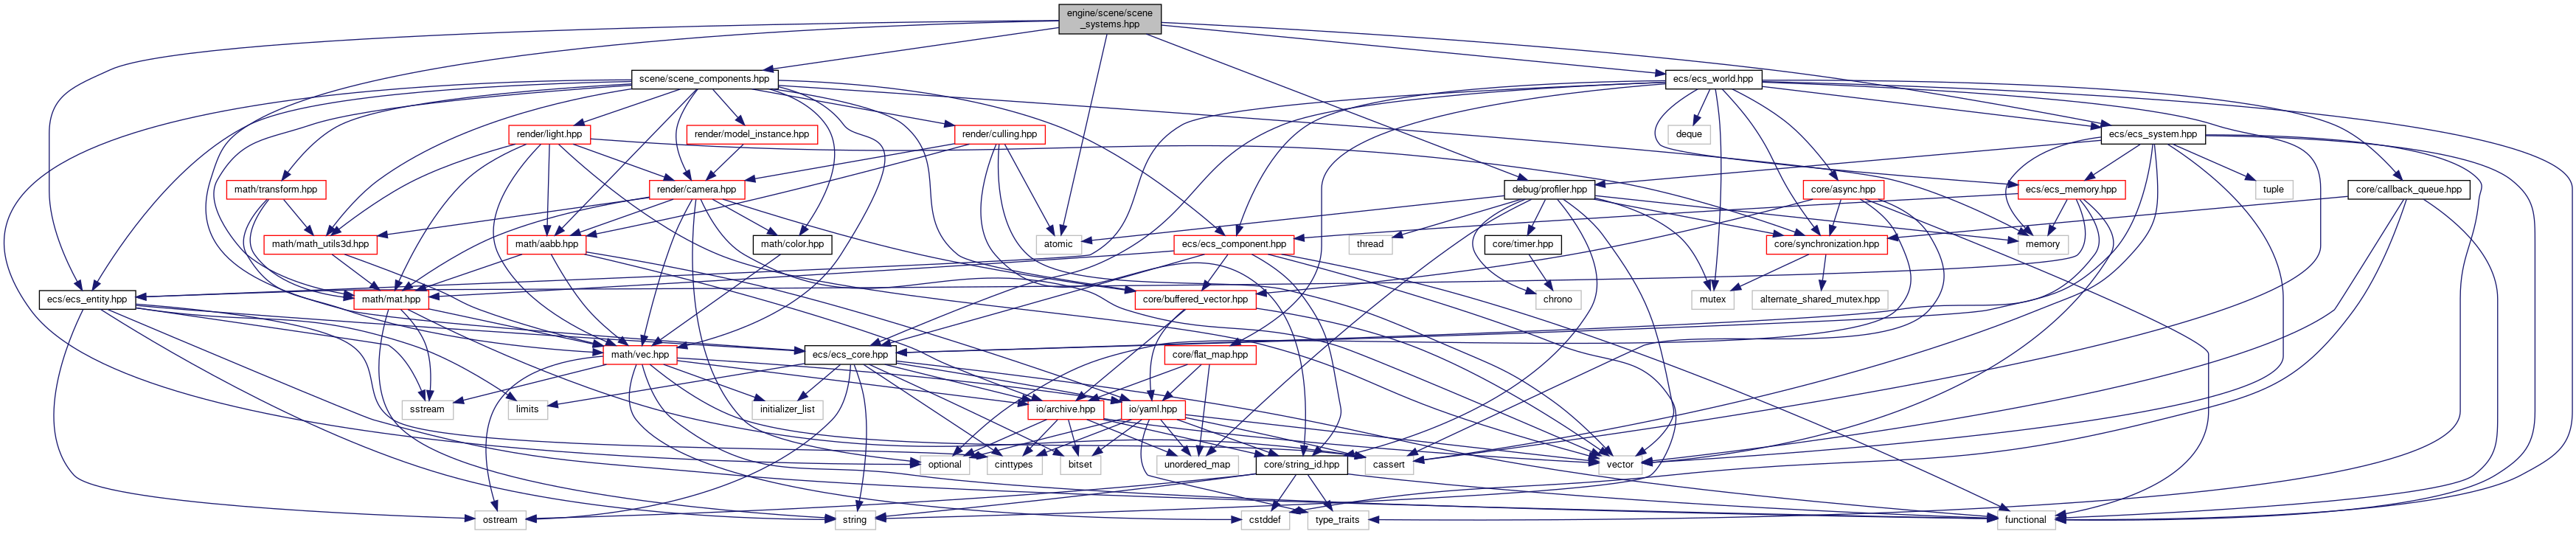 engine/scene/scene
_systems.hpp
scene/scene_components.hpp
ecs/ecs_world.hpp
render/light.hpp
render/model_instance.hpp
render/culling.hpp
deque
ecs/ecs_system.hpp
math/transform.hpp
render/camera.hpp
debug/profiler.hpp
core/async.hpp
ecs/ecs_memory.hpp
tuple
core/callback_queue.hpp
math/math_utils3d.hpp
math/aabb.hpp
math/color.hpp
atomic
ecs/ecs_component.hpp
thread
core/timer.hpp
core/synchronization.hpp
memory
ecs/ecs_entity.hpp
math/mat.hpp
core/buffered_vector.hpp
chrono
mutex
alternate_shared_mutex.hpp
math/vec.hpp
ecs/ecs_core.hpp
core/flat_map.hpp
sstream
limits
initializer_list
io/archive.hpp
io/yaml.hpp
optional
cinttypes
bitset
unordered_map
core/string_id.hpp
cassert
vector
ostream
string
cstddef
type_traits
functional